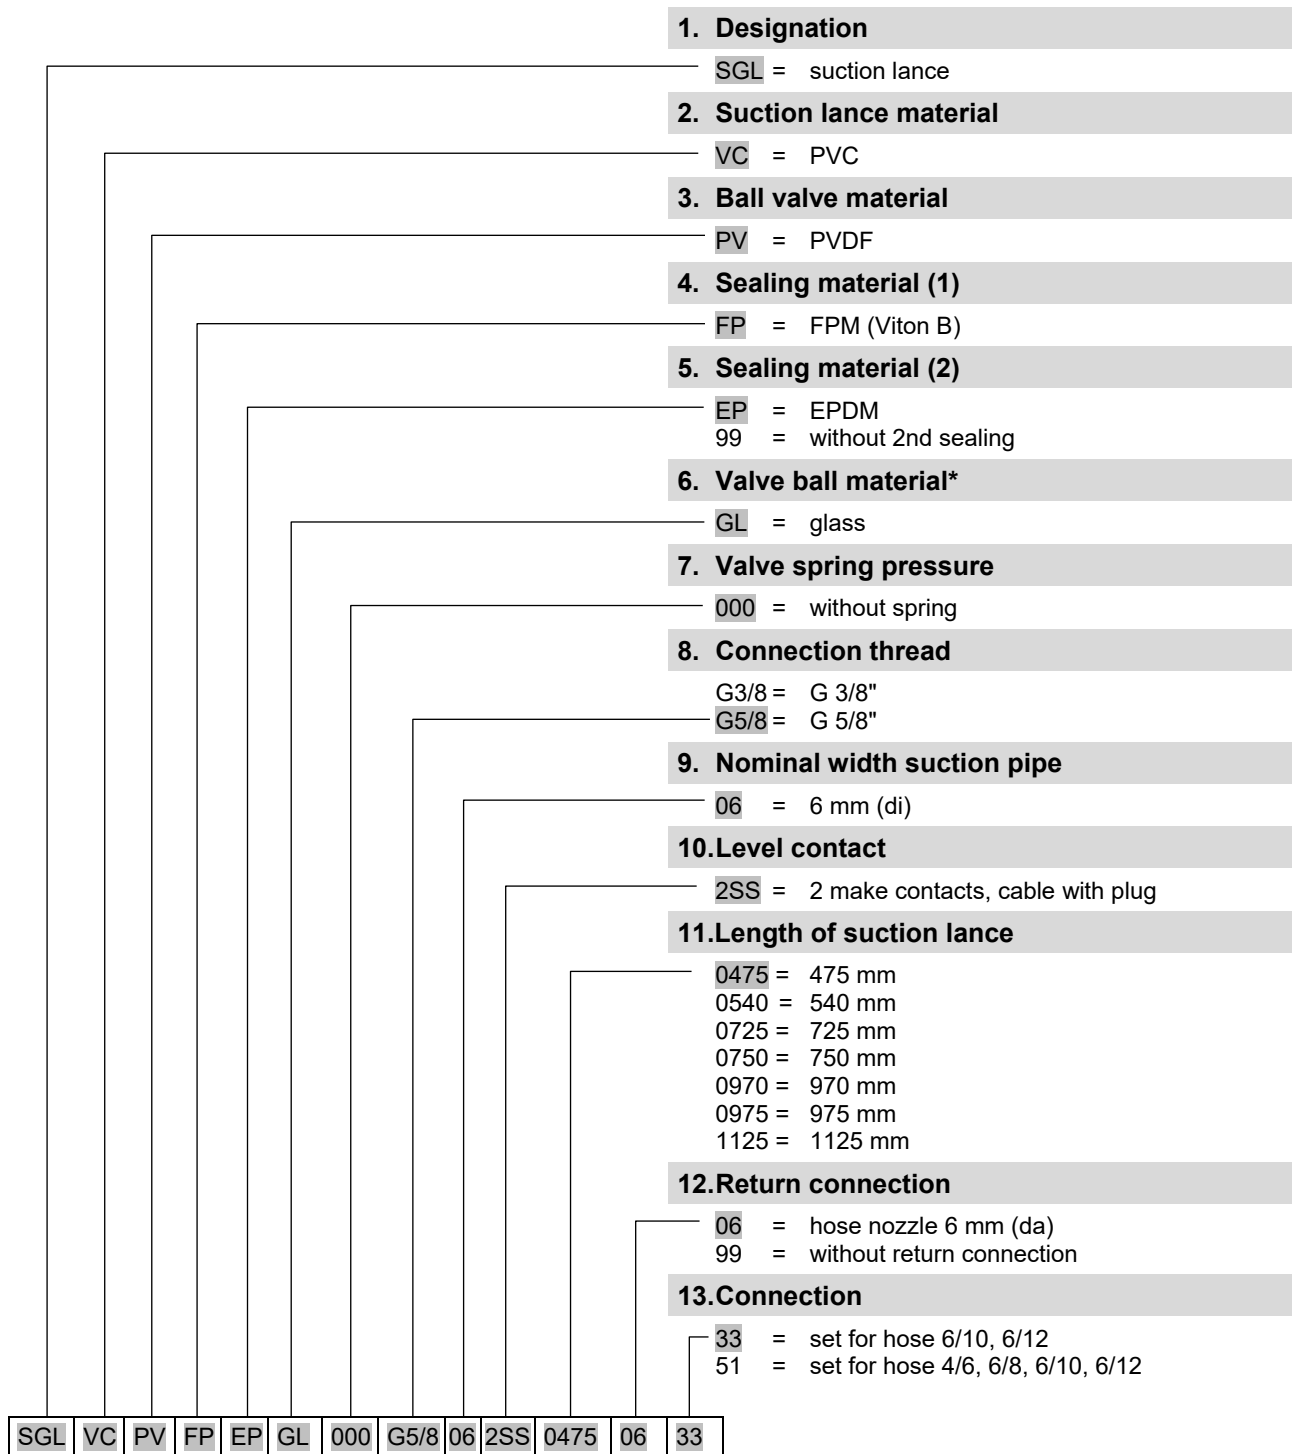 1. Designation
SGL = suction lance
2. Suction lance material
VC = PVC
3. Ball valve material
PV = PVDF
4. Sealing material (1)
FP = FPM (Viton B)
5. Sealing material (2)
EP = EPDM
99 = without 2nd sealing
6. Valve ball material*
GL = glass
7. Valve spring pressure
000 = without spring
8. Connection thread
G3/8 = G 3/8"
G5/8 = G 5/8"
9. Nominal width suction pipe
06 = 6 mm (di)
10.Level contact
2SS = 2 make contacts, cable with plug
11.Length of suction lance
0475 = 475 mm
0540 = 540 mm
0725 = 725 mm
0750 = 750 mm
0970 = 970 mm
0975 = 975 mm
1125 = 1125 mm
12.Return connection
06 = hose nozzle 6 mm (da)
99 = without return connection
13.Connection
33 = set for hose 6/10, 6/12
51 = set for hose 4/6, 6/8, 6/10, 6/12
SGL VC PV FP EP GL 000 G5/8 06 2SS 0475 06 33